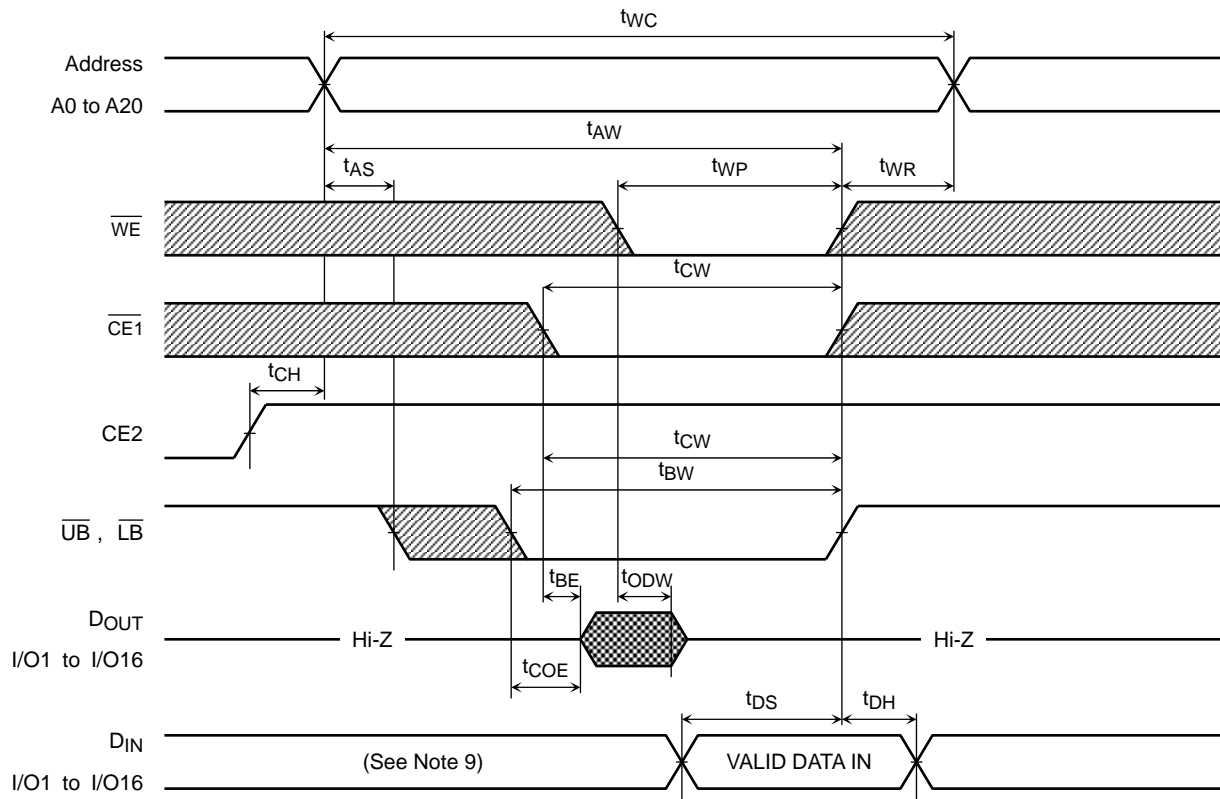 tWC
Address
A0 to A20
tAW
tAS
tWP
tWR
WE
tCW
CE1
tCH
CE2
tCW
tBW
UB , LB
tBE
tODW
DOUT
Hi-Z
Hi-Z
I/O1 to I/O16
tCOE
tDS
tDH
DIN
(See Note 9)
VALID DATA IN
I/O1 to I/O16